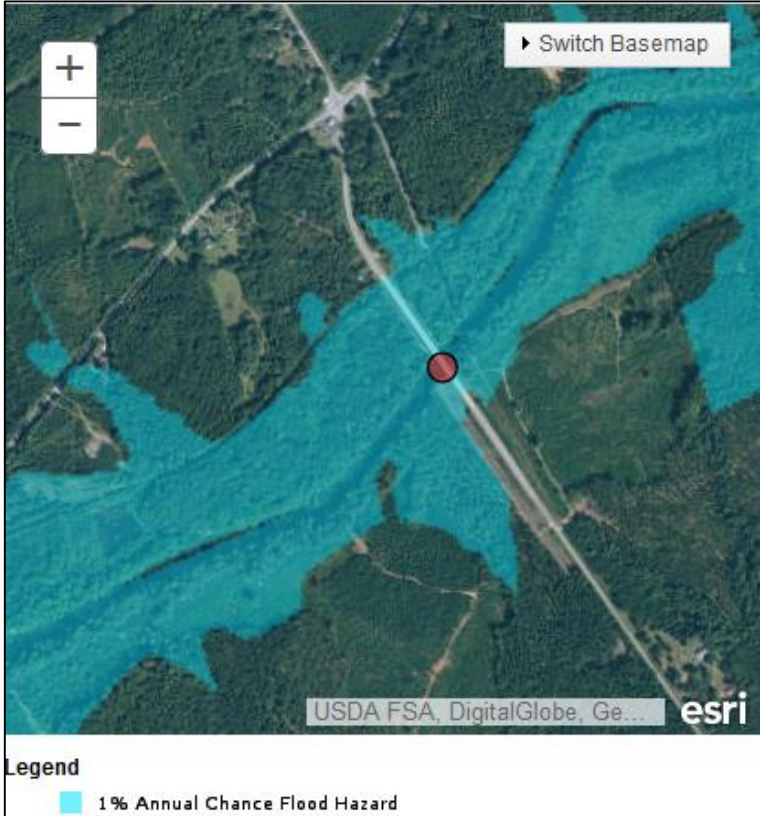 +
Switch Basemap
−
USDA FSA, DigitalGlobe, Ge...
esri
Legend
1% Annual Chance Flood Hazard